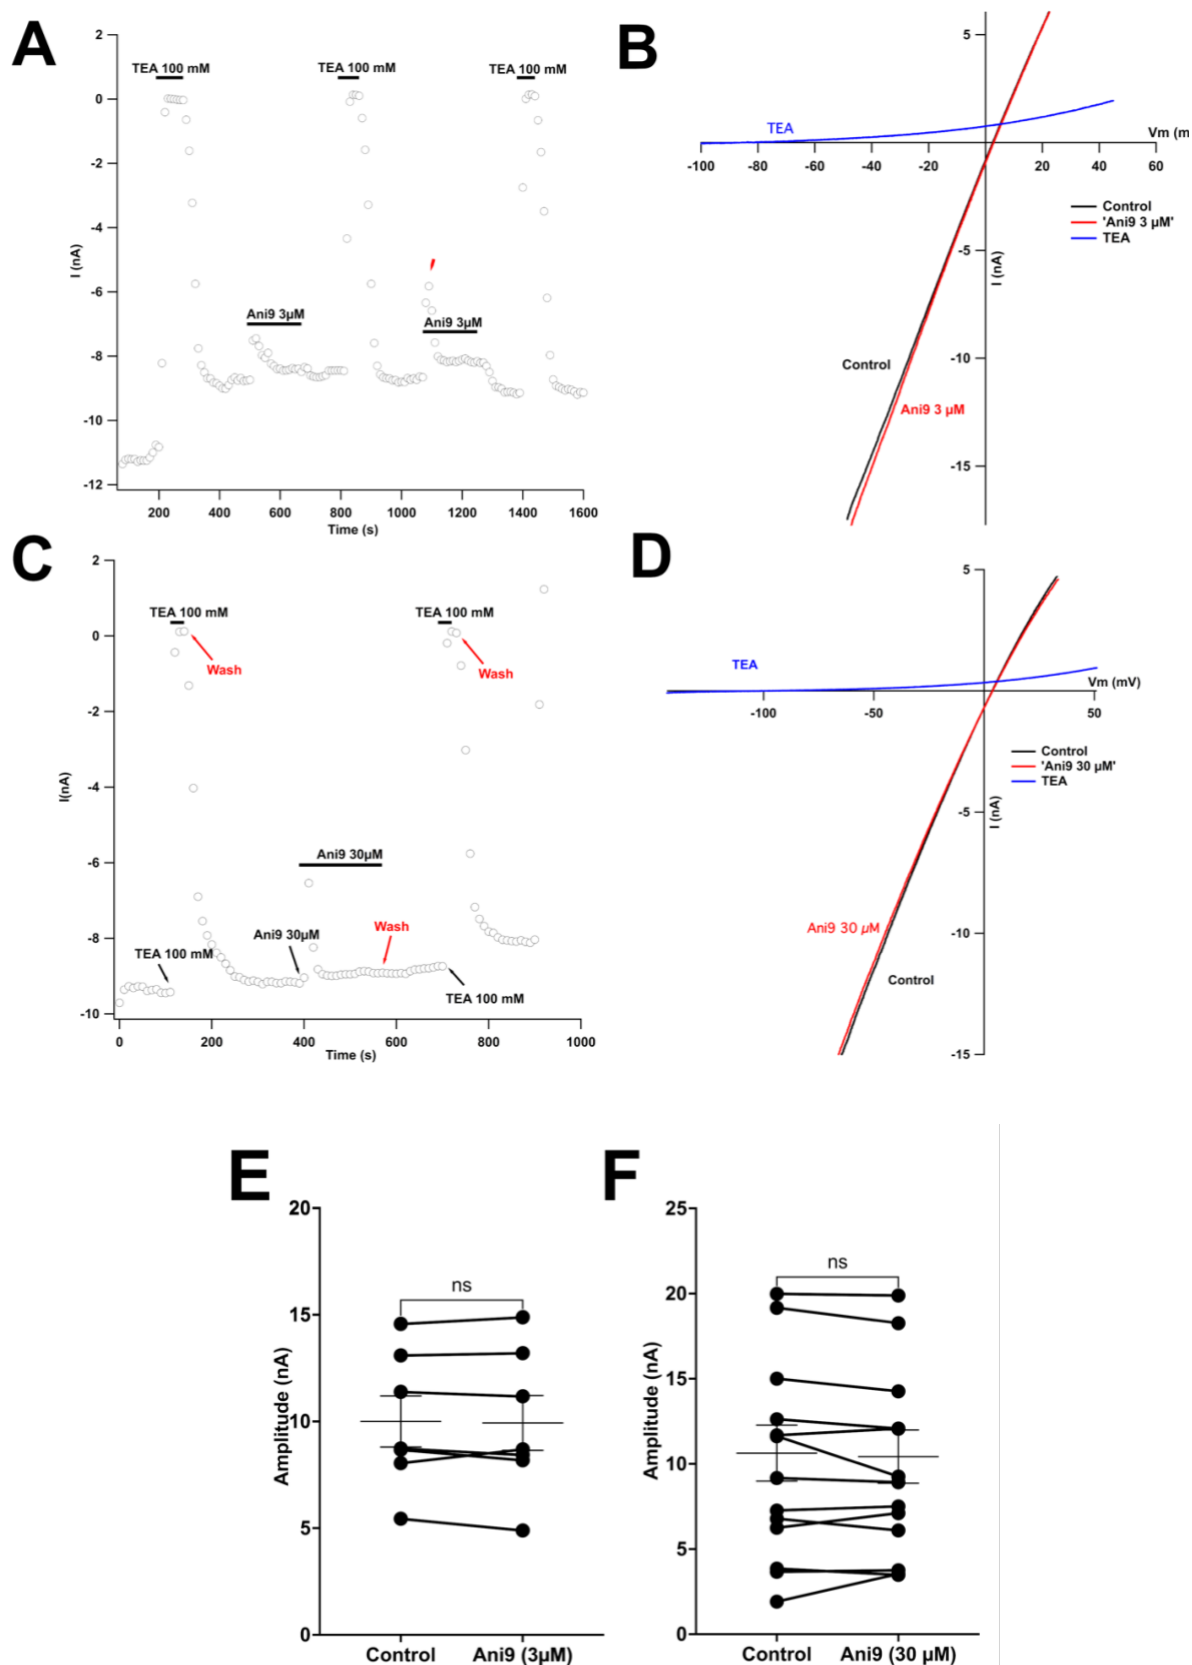 A
2
0
-2
-4
-6
-8
-10
-12
I (nA)
TEA 100 mM
TEA 100 mM
TEA 100 mM
Ani9 3µM
Ani9 3µM
200
400
600
800
1000
1200
1400
1600
Time (s)
B
5
-5
-10
-15
I (nA)
TEA
Vm (m
-100
-80
-60
-40
-20
0
20
40
60
Control
'Ani9 3 µM'
TEA
Control
Ani9 3 µM
C
2
0
-2
-4
-6
-8
-10
I(nA)
TEA 100 mM
TEA 100 mM
Wash
Wash
Ani9 30µM
TEA 100 mM
Ani9 30µM
Wash
TEA 100 mM
0
200
400
600
800
1000
Time (s)
D
5
-5
-10
-15
I (nA)
TEA
Vm (mV)
-100
-50
0
50
Control
'Ani9 30 µM'
TEA
Ani9 30 µM
Control
E
20
15
10
5
0
Amplitude (nA)
ns
Control
Ani9 (3µM)
F
25
20
15
10
5
0
Amplitude (nA)
ns
Control
Ani9 (30 µM)